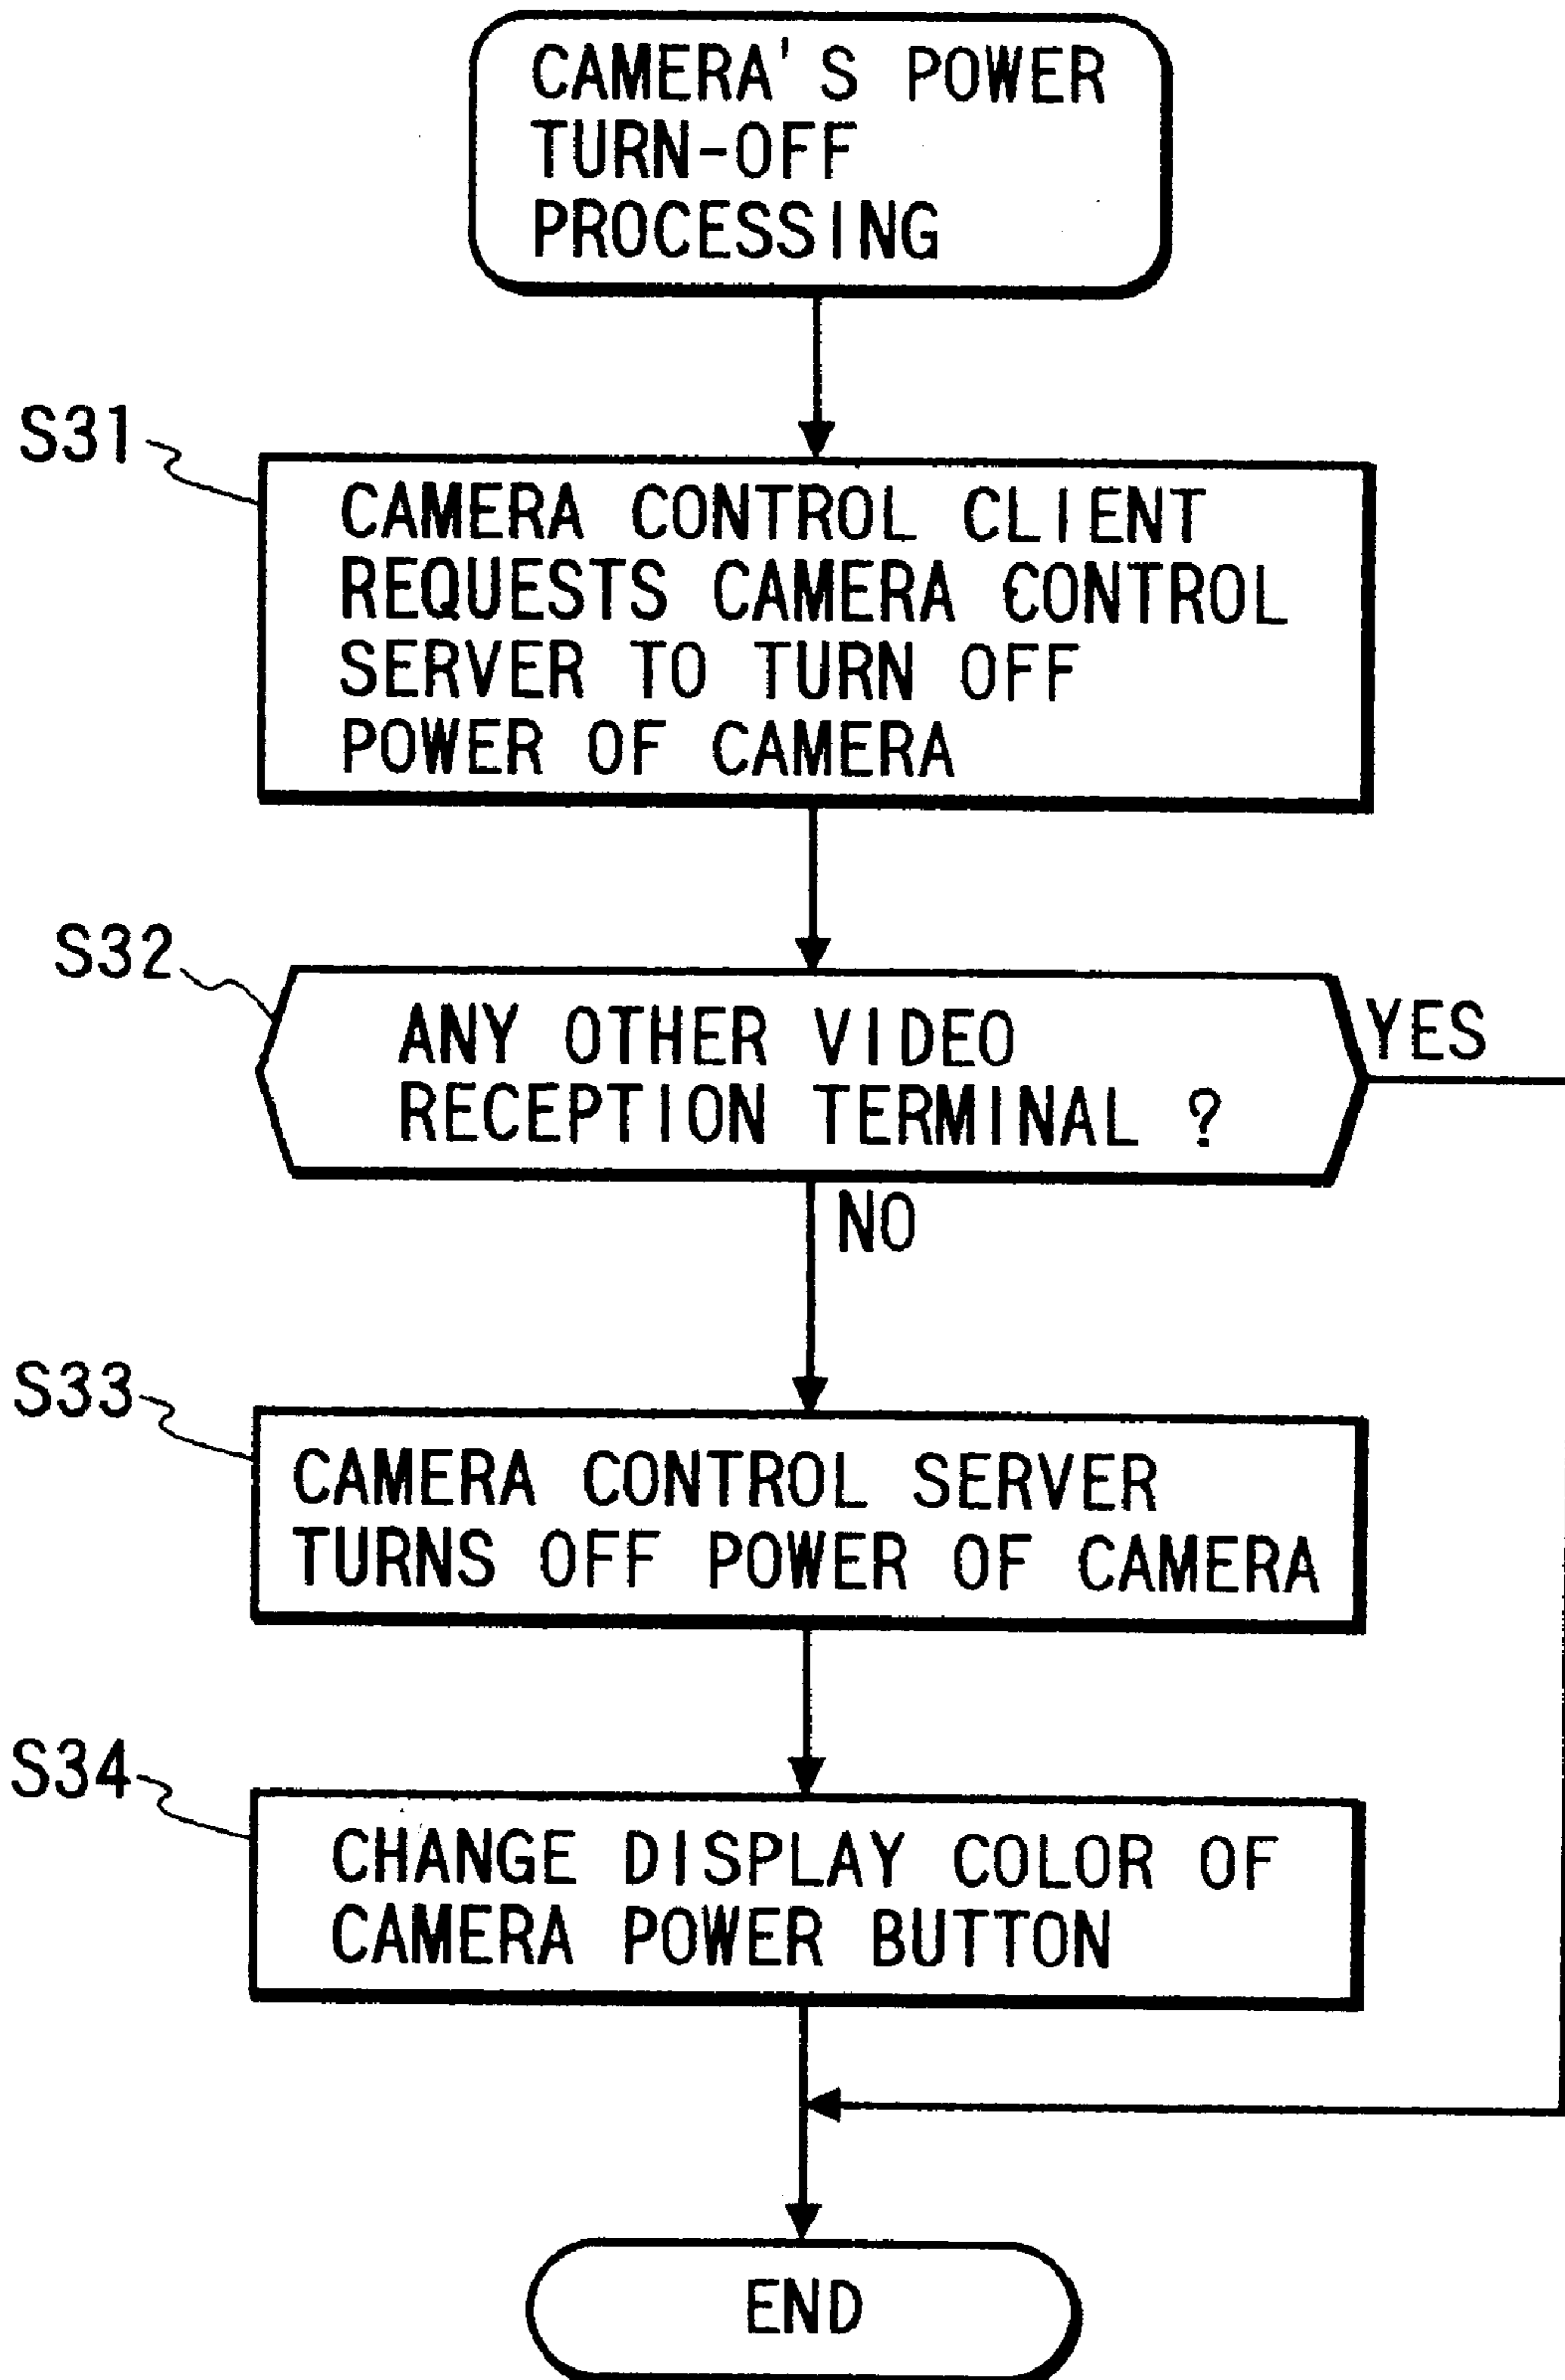 CAMERA'S POWER
TURN-OFF
PROCESSING
S31
CAMERA CONTROL CLIENT
REQUESTS CAMERA CONTROL
SERVER TO TURN OFF
POWER OF CAMERA
S32
ANY OTHER VIDEO
RECEPTION TERMINAL ?
YES
NO
S33
CAMERA CONTROL SERVER
TURNS OFF POWER OF CAMERA
S34
CHANGE DISPLAY COLOR OF
CAMERA POWER BUTTON
END